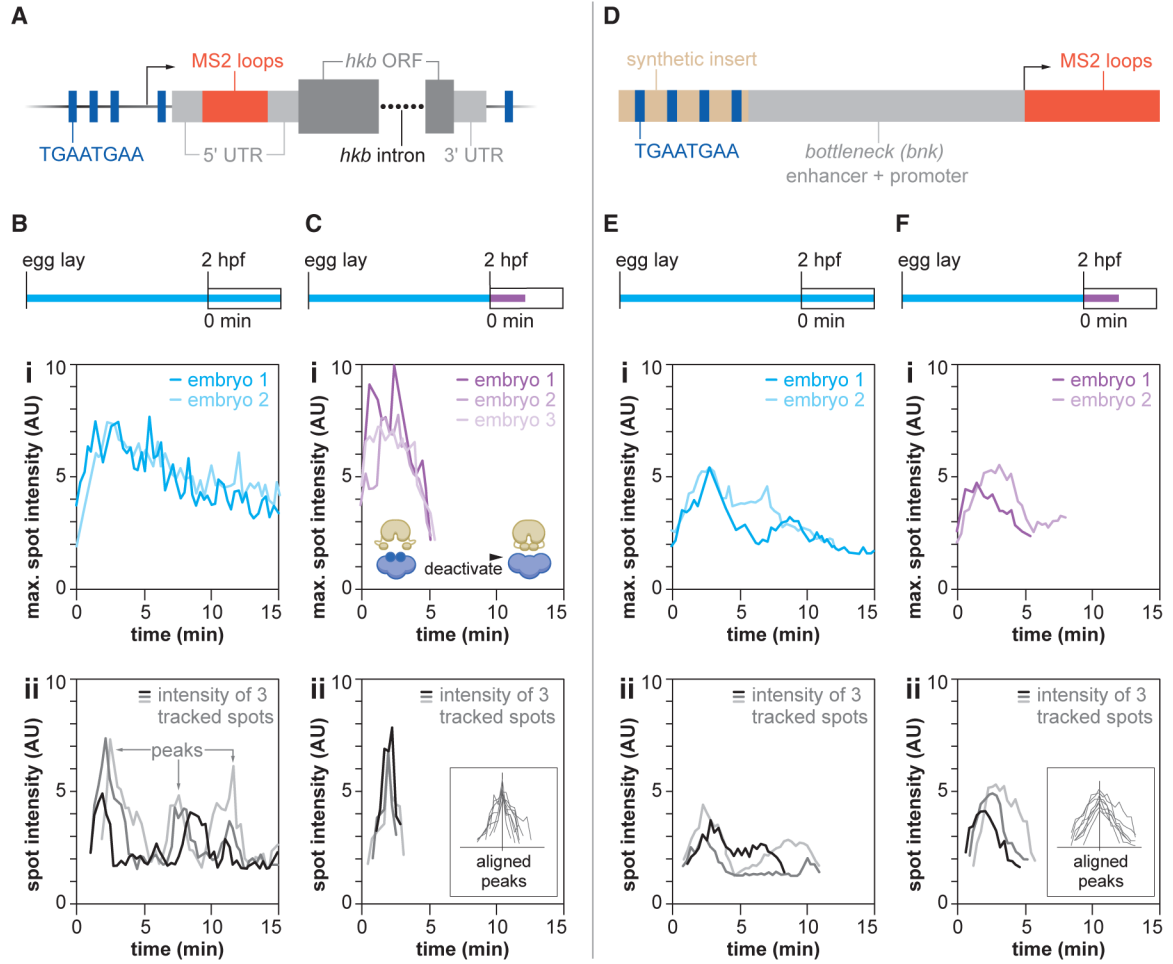 A
MS2 loops
hkb ORF
TGAATGAA
5' UTR
hkb intron
3' UTR
D
synthetic insert
MS2 loops
TGAATGAA
bottleneck (bnk)
enhancer + promoter
B
egg lay
2 hpf
0 min
C
egg lay
2 hpf
0 min
E
egg lay
2 hpf
0 min
F
egg lay
2 hpf
0 min
i
max. spot intensity (AU)
10
5
0
embryo 1
embryo 2
0 5 10 15
time (min)
i
max. spot intensity (AU)
10
5
0
embryo 1
embryo 2
embryo 3
deactivate
0 5 10 15
time (min)
i
max. spot intensity (AU)
10
5
0
embryo 1
embryo 2
0 5 10 15
time (min)
i
max. spot intensity (AU)
10
5
0
embryo 1
embryo 2
0 5 10 15
time (min)
ii
spot intensity (AU)
10
5
0
intensity of 3
tracked spots
peaks
0 5 10 15
time (min)
ii
spot intensity (AU)
10
5
0
intensity of 3
tracked spots
aligned
peaks
0 5 10 15
time (min)
ii
spot intensity (AU)
10
5
0
intensity of 3
tracked spots
0 5 10 15
time (min)
ii
spot intensity (AU)
10
5
0
intensity of 3
tracked spots
aligned
peaks
0 5 10 15
time (min)